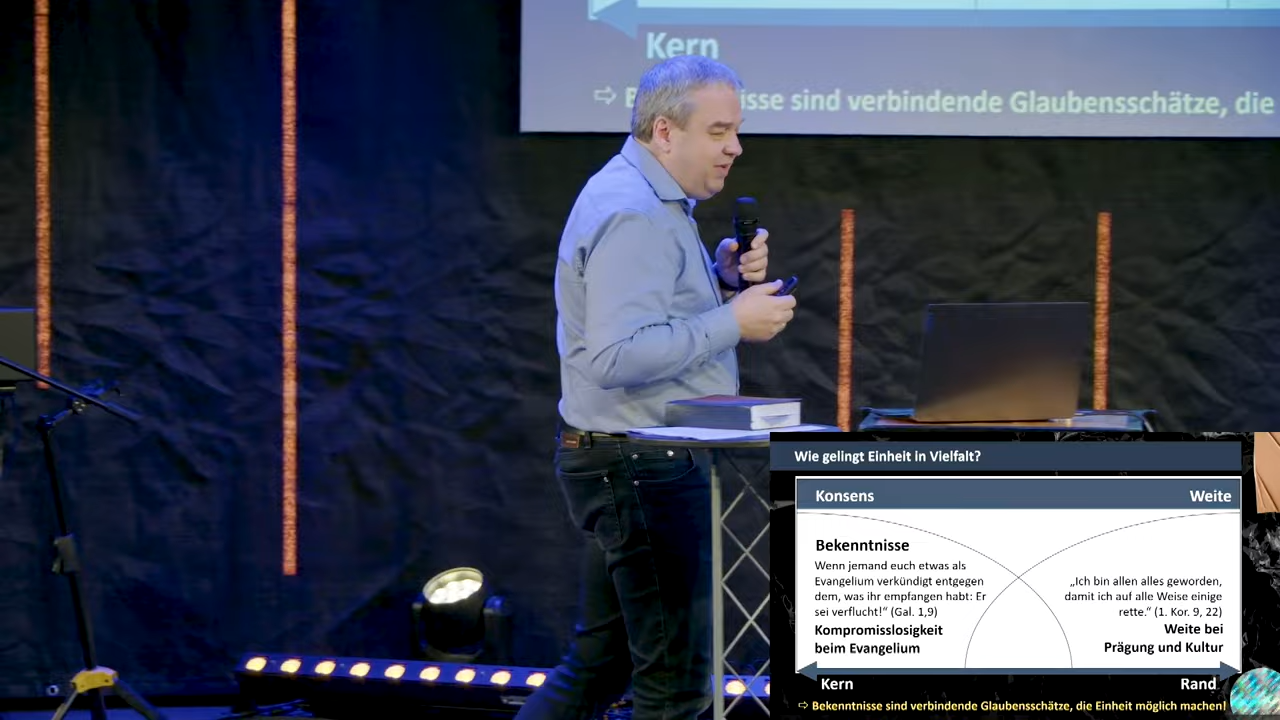 Kern
⇨ B isse sind verbindende Glaubensschätze, die
Wie gelingt Einheit in Vielfalt?
Konsens
Weite
Bekenntnisse
Wenn jemand euch etwas als
Evangelium verkündigt entgegen
dem, was ihr empfangen habt: Er
sei verflucht!“ (Gal. 1,9)
Kompromisslosigkeit
beim Evangelium
„Ich bin allen alles geworden,
damit ich auf alle Weise einige
rette.“ (1. Kor. 9, 22)
Weite bei
Prägung und Kultur
Kern
Rand
⇨ Bekenntnisse sind verbindende Glaubensschätze, die Einheit möglich machen!